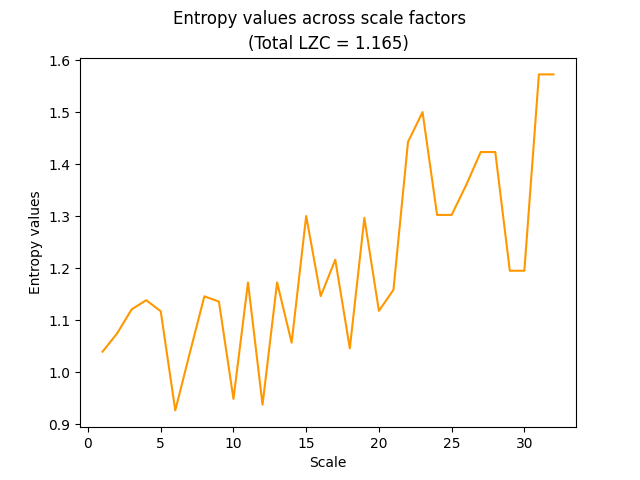 Entropy values across scale factors
(Total LZC = 1.165)
1.6
1.5
1.4
1.3
1.2
1.1
1.0
0.9
Entropy values
0 5 10 15 20 25 30
Scale